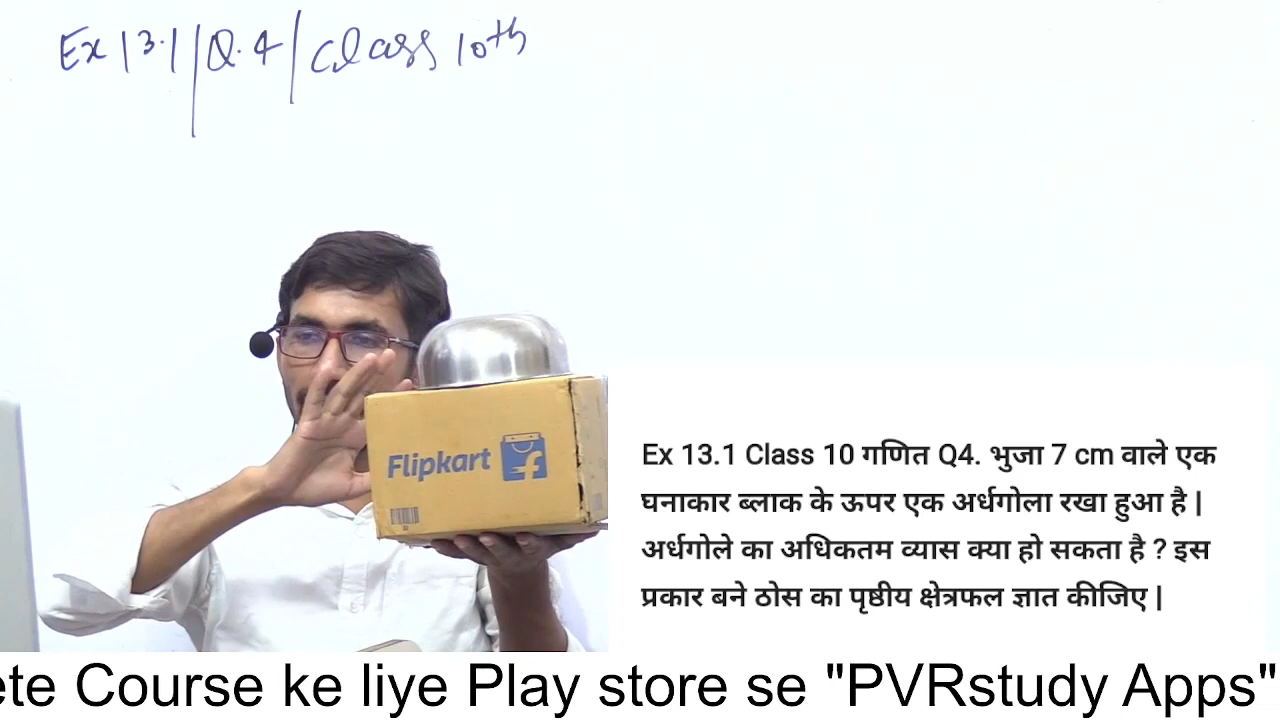 Ex 13.1 | Q.4 | Class 10th
Flipkart
Ex 13.1 Class 10 गणित Q4. भुजा 7 cm वाले एक
घनाकार ब्लाक के ऊपर एक अर्धगोला रखा हुआ है |
अर्धगोले का अधिकतम व्यास क्या हो सकता है ? इस
प्रकार बने ठोस का पृष्ठीय क्षेत्रफल ज्ञात कीजिए |
ete Course ke liye Play store se "PVRstudy Apps"